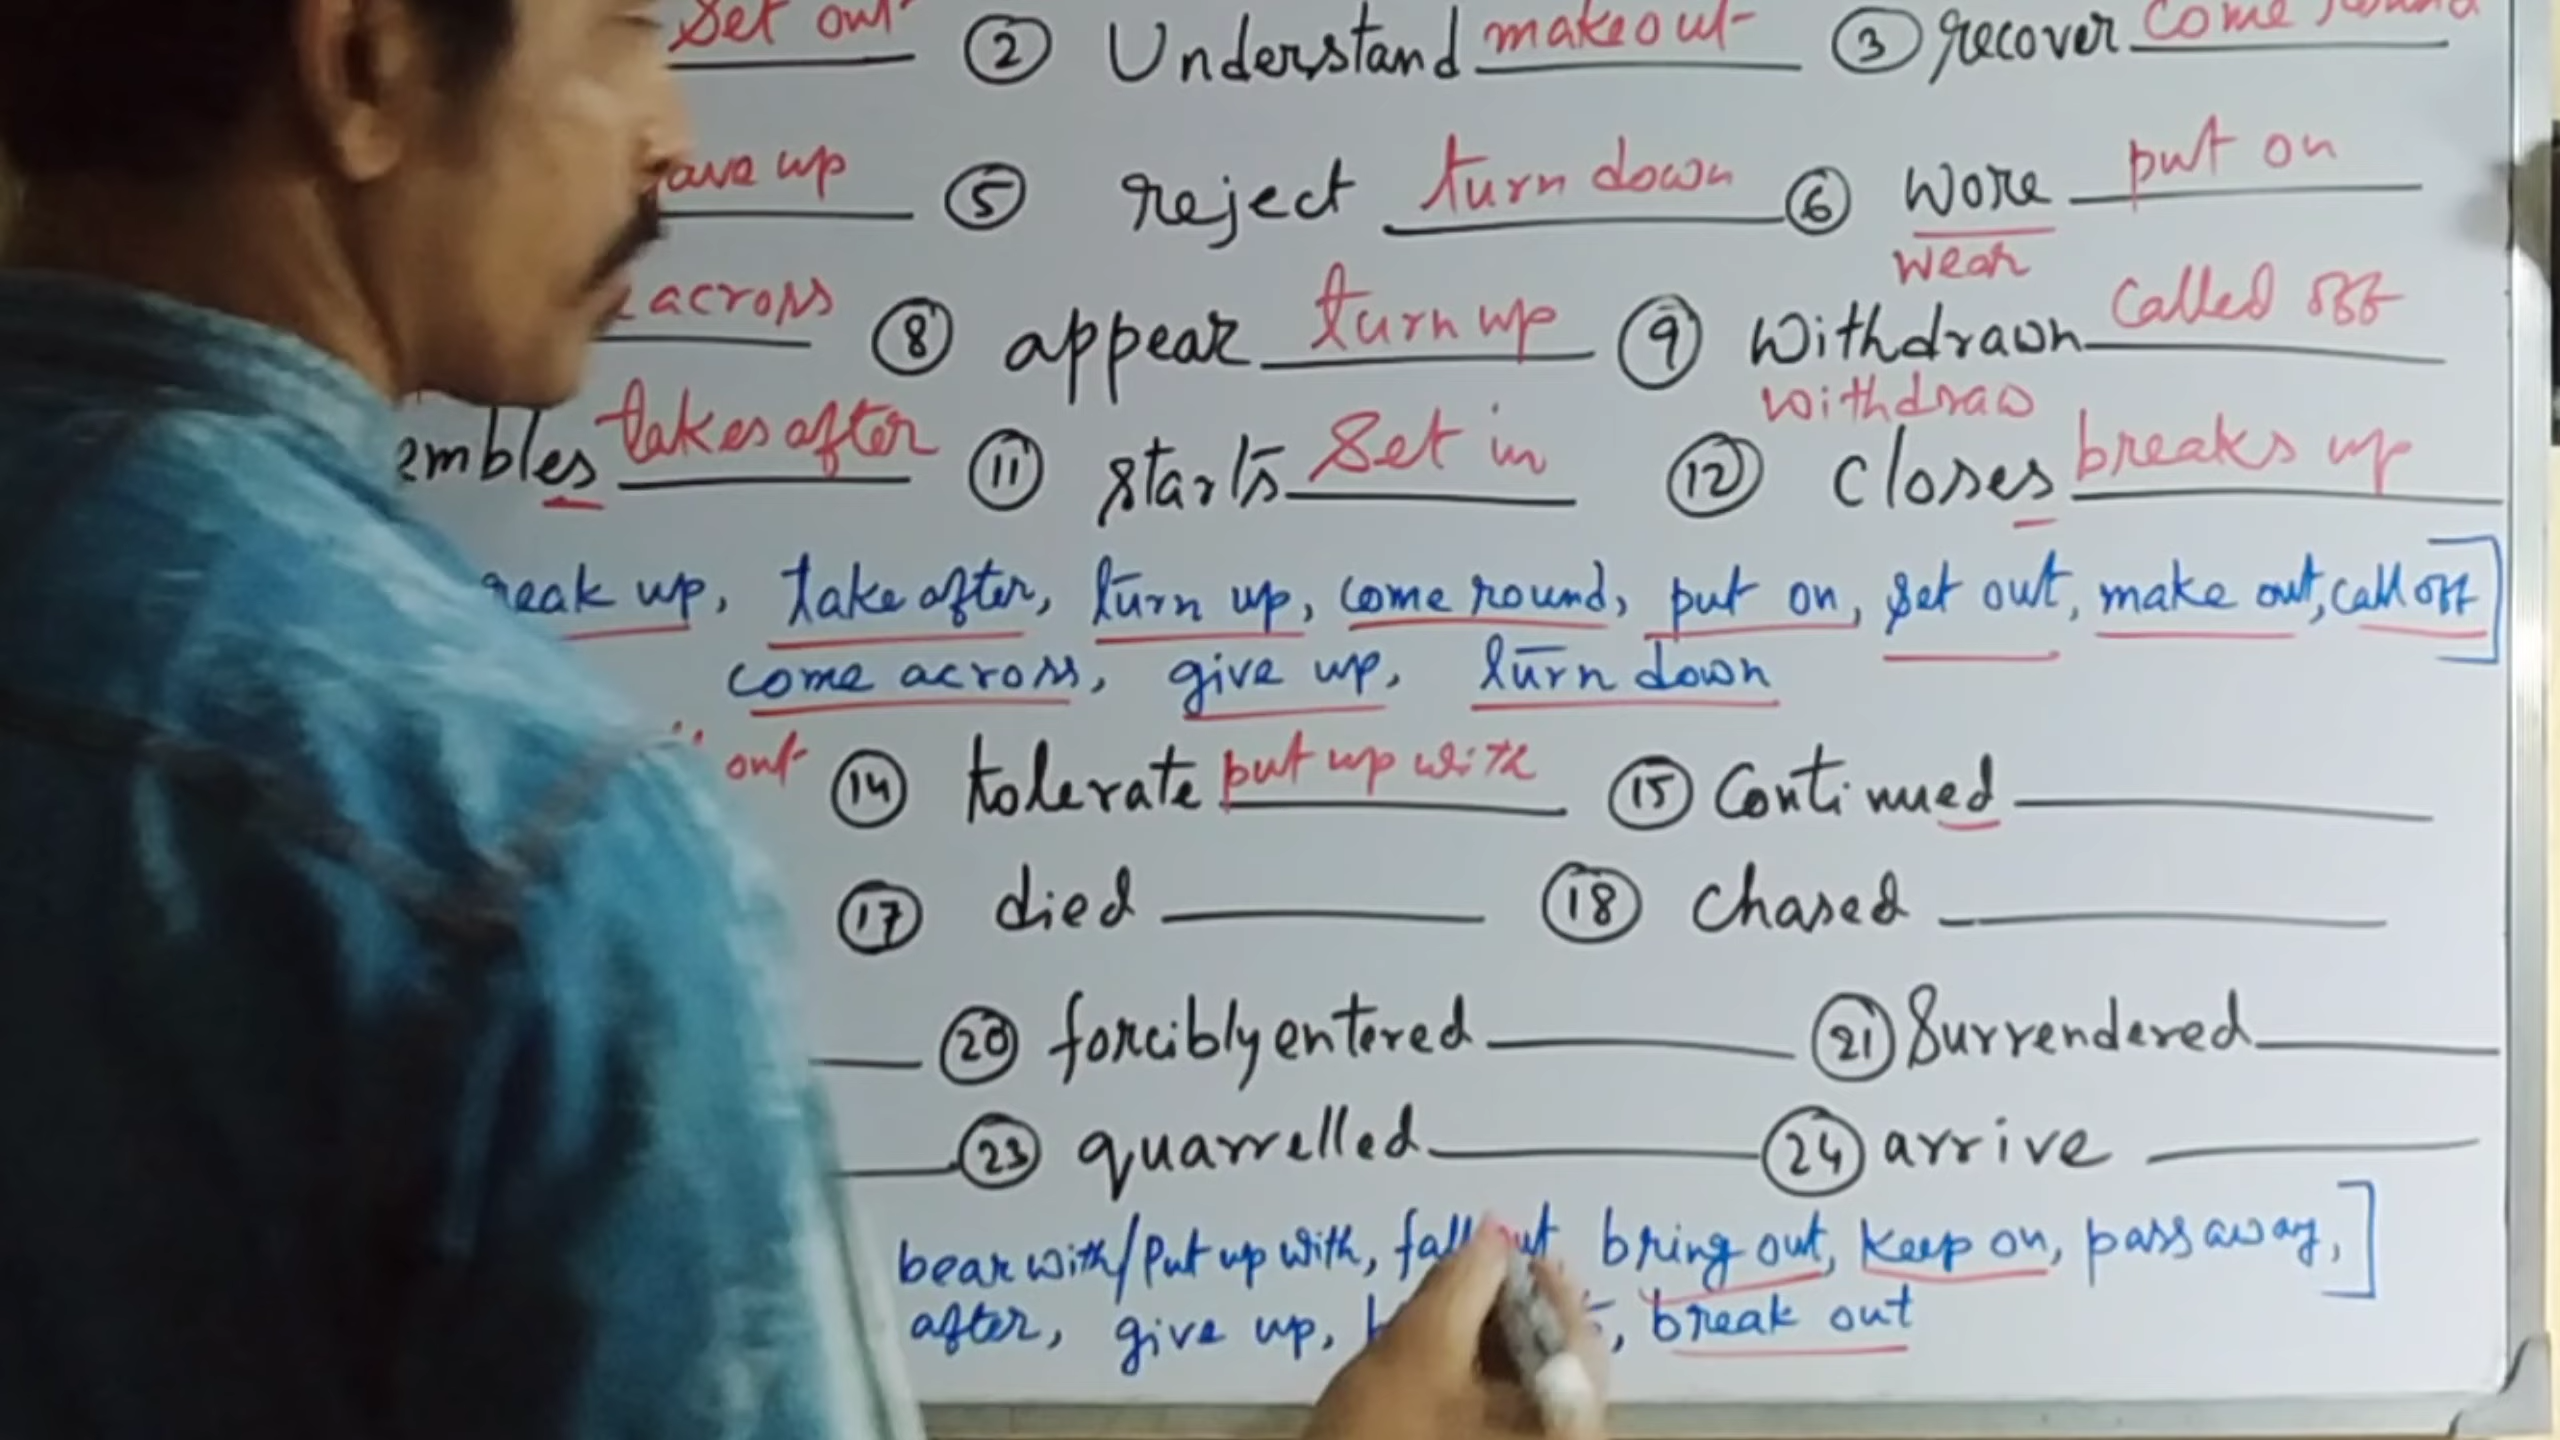 set out ② Understand make out ③ recover come round
gave up ⑤ reject turn down ⑥ wore put on
wear
across ⑧ appear turn up ⑨ withdrawn called off
withdraw
embles takes after ⑪ starts set in ⑫ closes breaks up
reak up, take after, turn up, come round, put on, set out, make out, call off]
come across, give up, turn down
out ⑭ tolerate put up with ⑮ continued
⑰ died ⑱ chased
⑳ forcibly entered ㉑ Surrendered
㉓ quarrelled ㉔ arrive
bear with/put up with, fall out, bring out, keep on, pass away,]
after, give up, break out